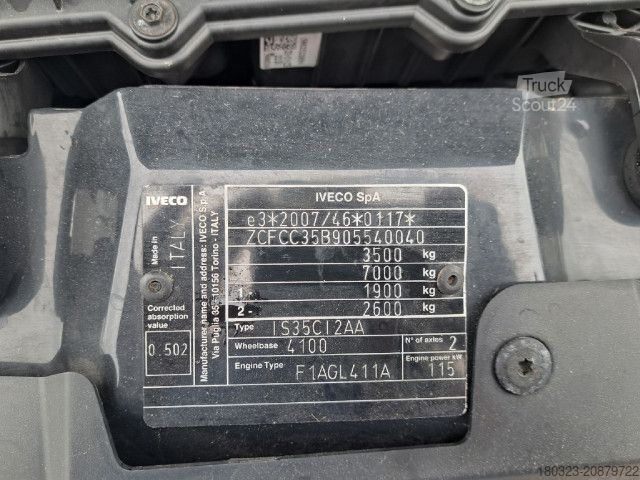 Truck
Scout24
IVECO
IVECO SpA
e3*2007/46*0117*
ZCFCC35B905540040
3500 kg
7000 kg
1 - 1900 kg
2 - 2600 kg
Type IS35CI2AA
Wheelbase 4100 N° of axles 2
Engine Type F1AGL411A Engine power kW 115
Made in ITALY
Corrected
absorption
value
0.502
Manufacturer name and address: IVECO S.p.A.
Via Puglia 35 - 10156 Torino - ITALY
180323-20879722